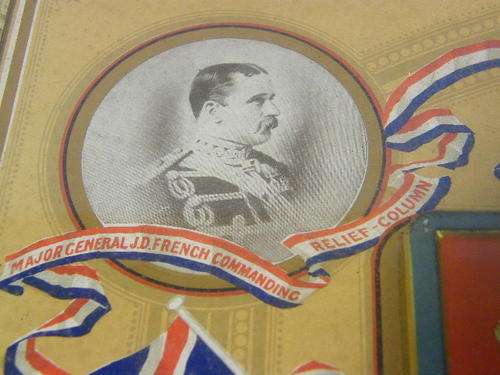 MAJOR GENERAL J.D. FRENCH COMMANDING
RELIEF-COLUMN